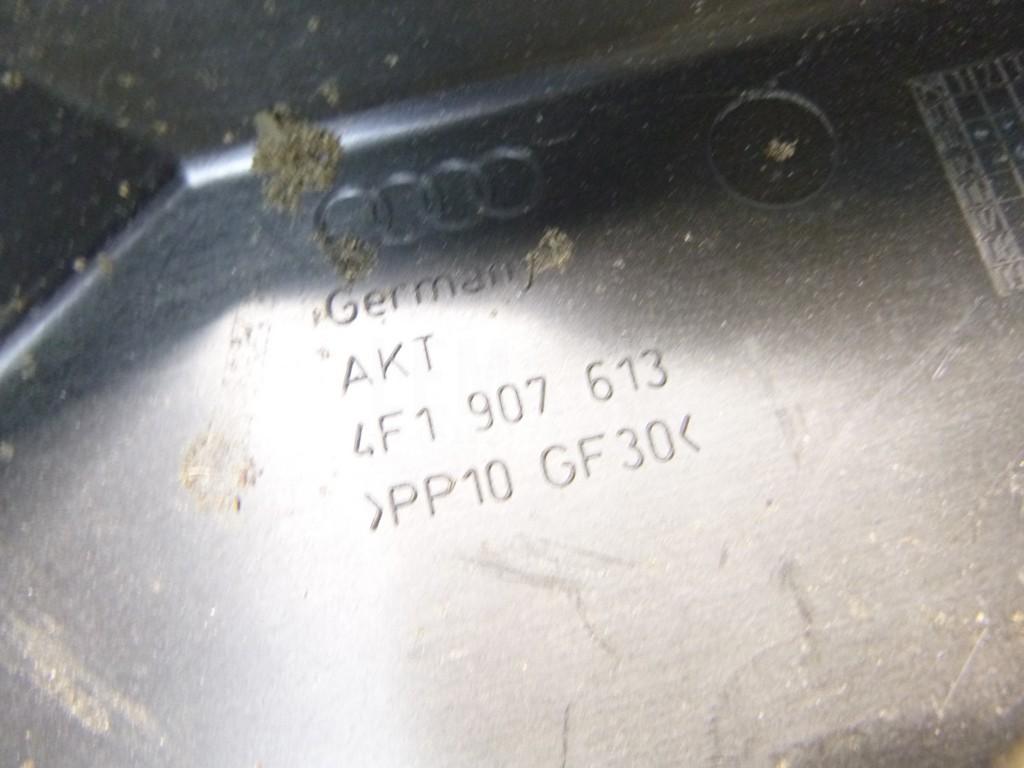 Germany
AKT
4F1 907 613
>PP10 GF30<